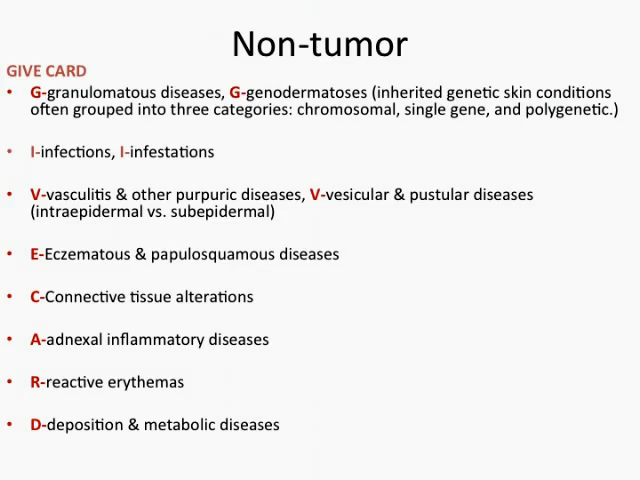 Non-tumor
GIVE CARD
• G-granulomatous diseases, G-genodermatoses (inherited genetic skin conditions
often grouped into three categories: chromosomal, single gene, and polygenetic.)
• I-infections, I-infestations
• V-vasculitis & other purpuric diseases, V-vesicular & pustular diseases
(intraepidermal vs. subepidermal)
• E-Eczematous & papulosquamous diseases
• C-Connective tissue alterations
• A-adnexal inflammatory diseases
• R-reactive erythemas
• D-deposition & metabolic diseases